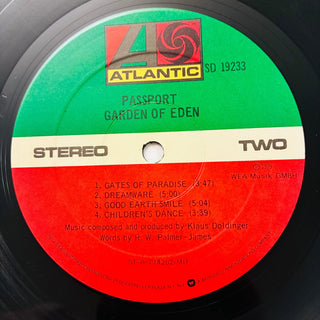 ATLANTIC
SD 19233
PASSPORT
GARDEN OF EDEN
STEREO
TWO
WEA Musik GMBH
1. GATES OF PARADISE (3:47)
2. DREAMWARE (5:00)
3. GOOD EARTH SMILE (5:04)
4. CHILDREN'S DANCE (3:39)
Music composed and produced by Klaus Doldinger
Words by R. W. Palmer-James